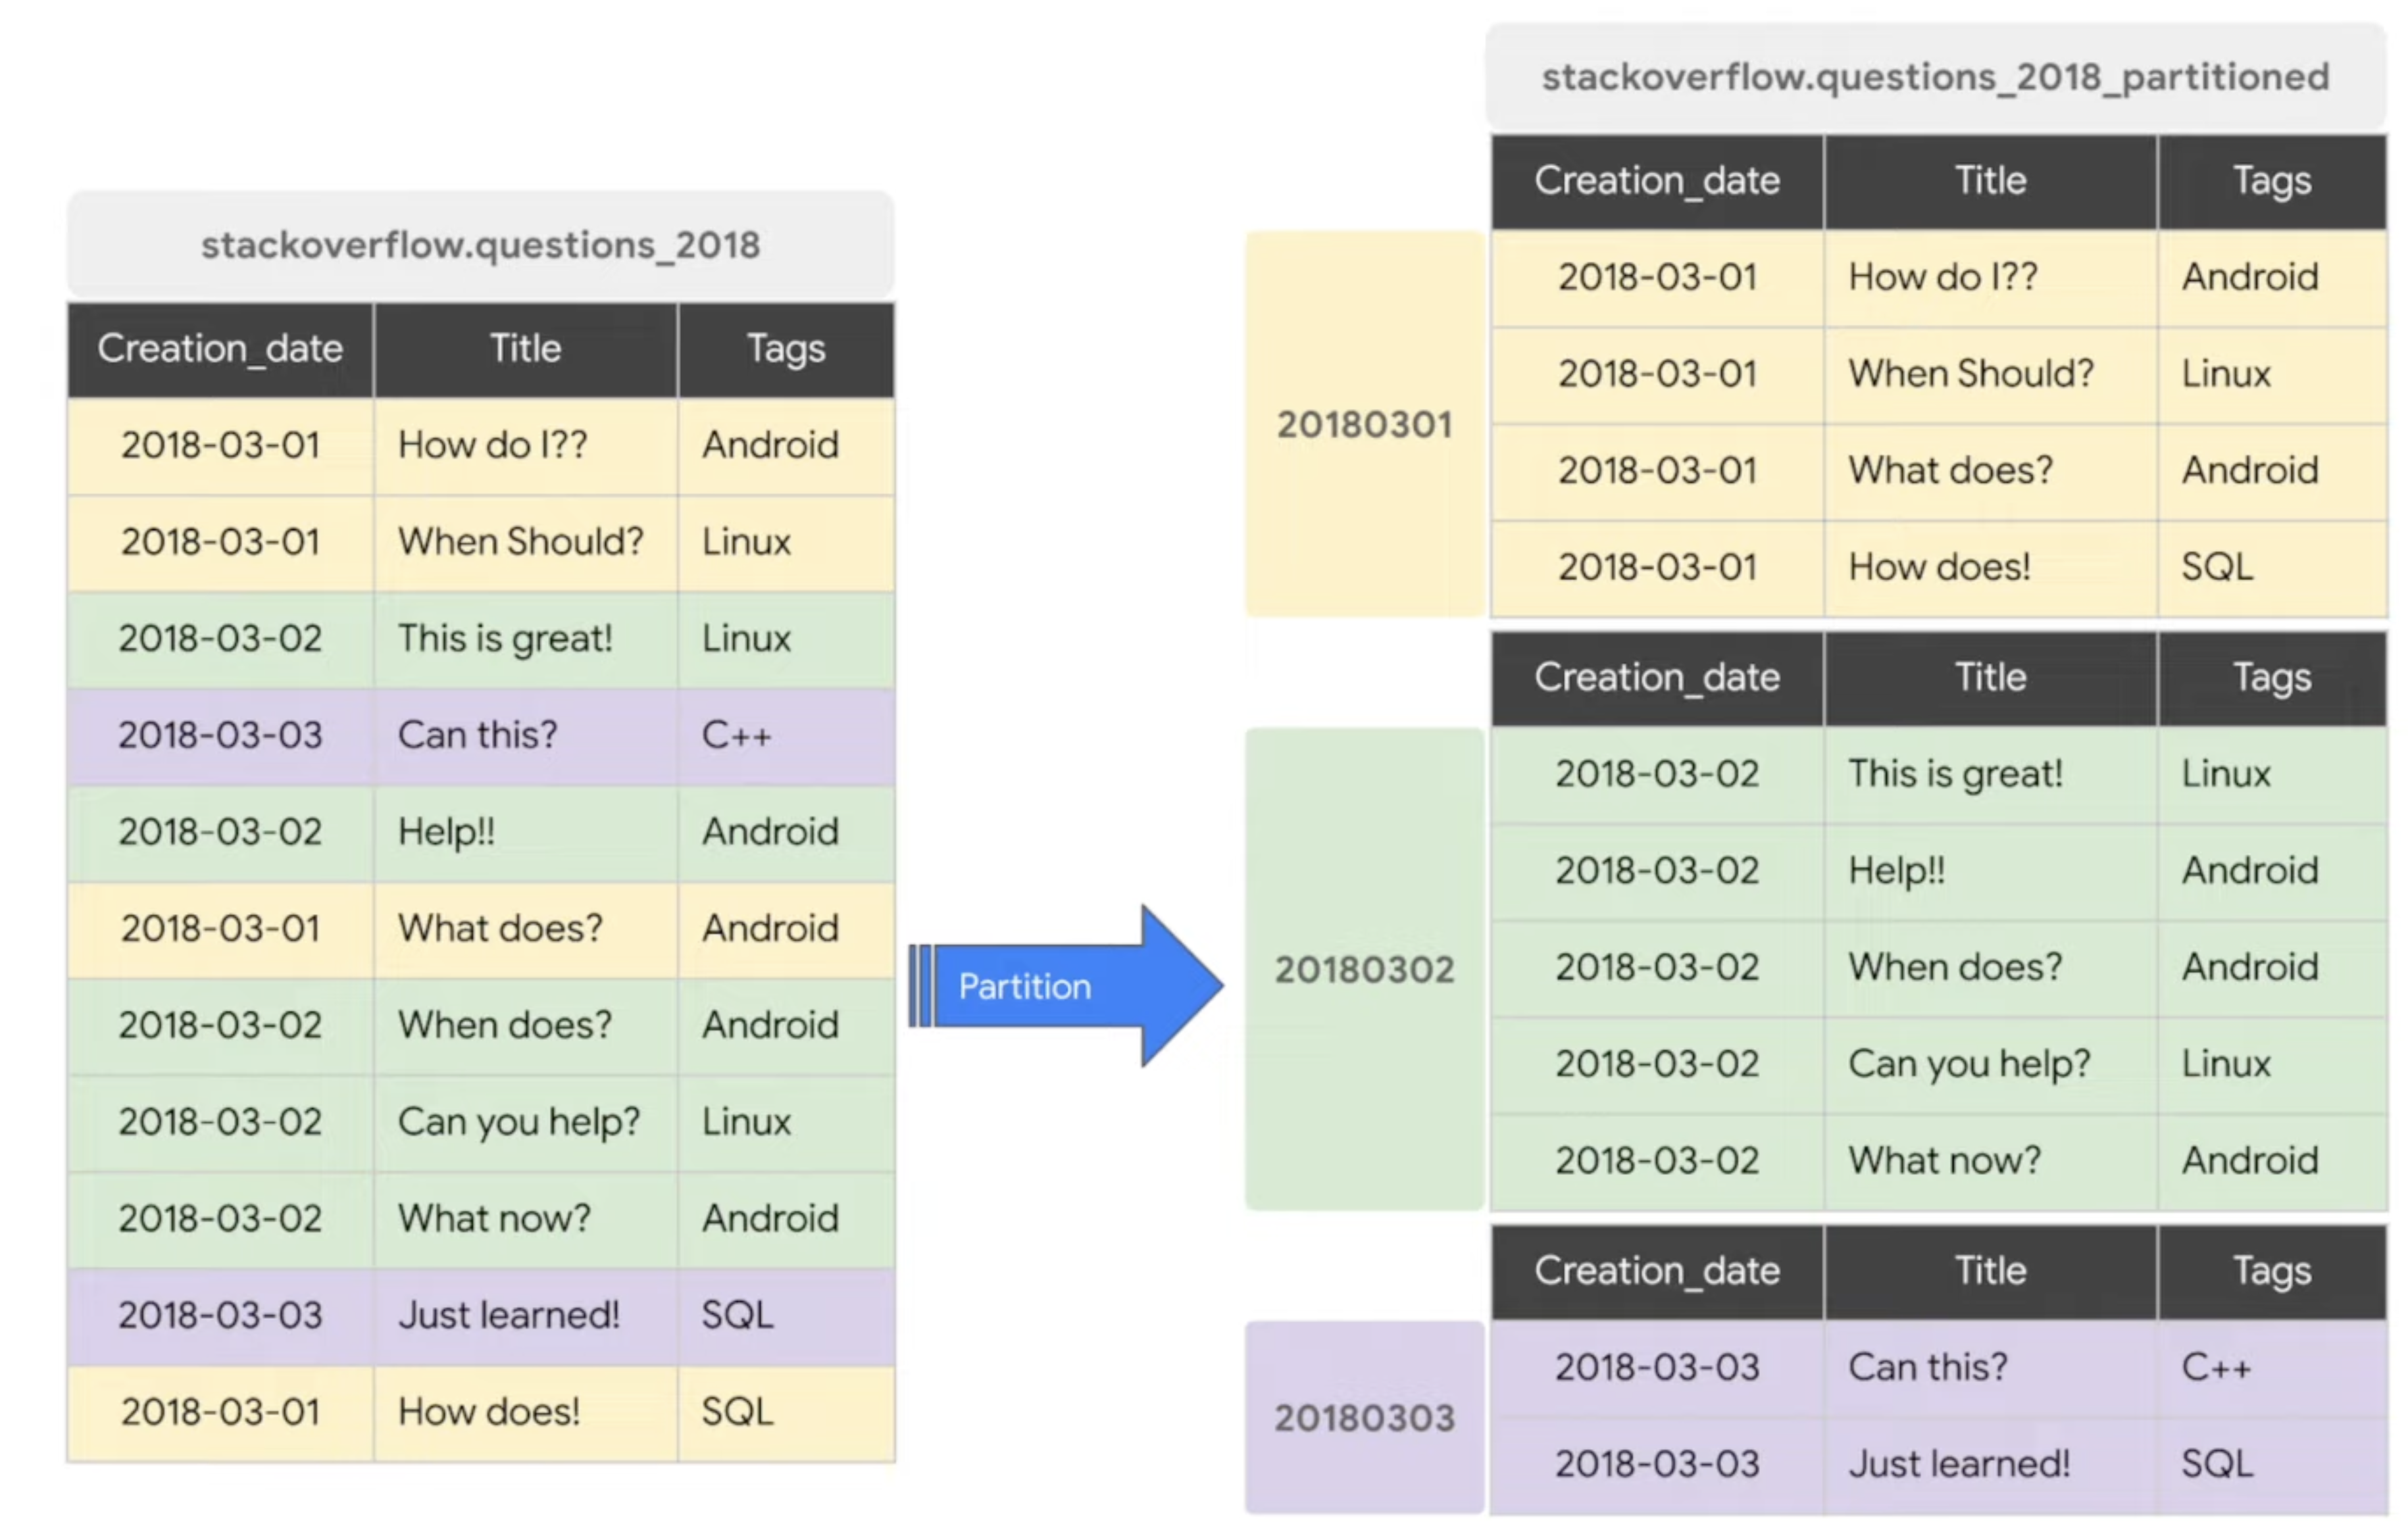 stackoverflow.questions_2018
Creation_date Title Tags
2018-03-01 How do I?? Android
2018-03-01 When Should? Linux
2018-03-02 This is great! Linux
2018-03-03 Can this? C++
2018-03-02 Help!! Android
2018-03-01 What does? Android
2018-03-02 When does? Android
2018-03-02 Can you help? Linux
2018-03-02 What now? Android
2018-03-03 Just learned! SQL
2018-03-01 How does! SQL
Partition
stackoverflow.questions_2018_partitioned
Creation_date Title Tags
20180301
2018-03-01 How do I?? Android
2018-03-01 When Should? Linux
2018-03-01 What does? Android
2018-03-01 How does! SQL
Creation_date Title Tags
20180302
2018-03-02 This is great! Linux
2018-03-02 Help!! Android
2018-03-02 When does? Android
2018-03-02 Can you help? Linux
2018-03-02 What now? Android
Creation_date Title Tags
20180303
2018-03-03 Can this? C++
2018-03-03 Just learned! SQL